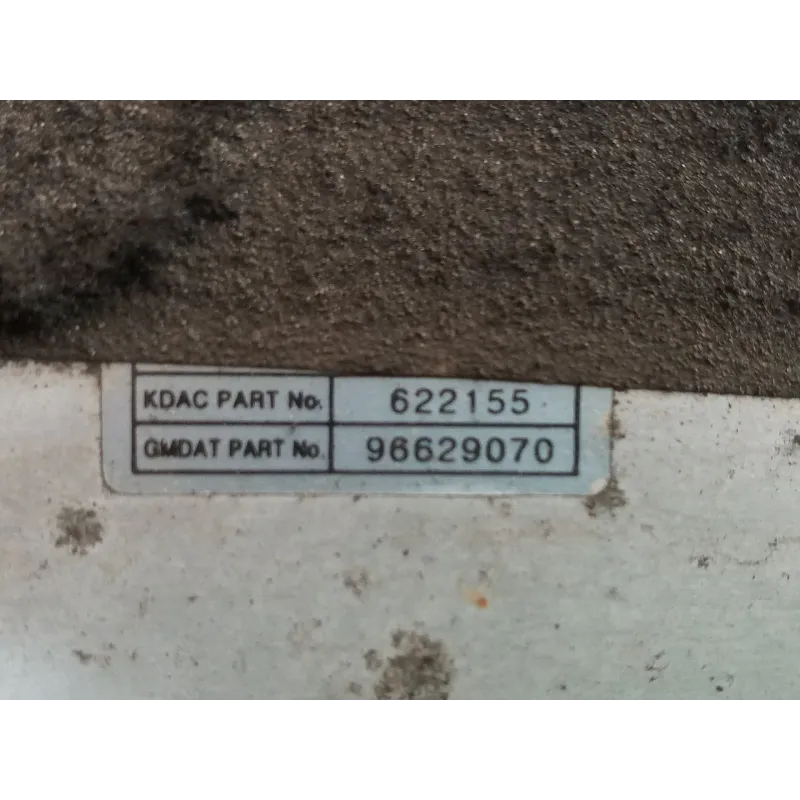 KDAC PART No. 622155
GMDAT PART No. 96629070